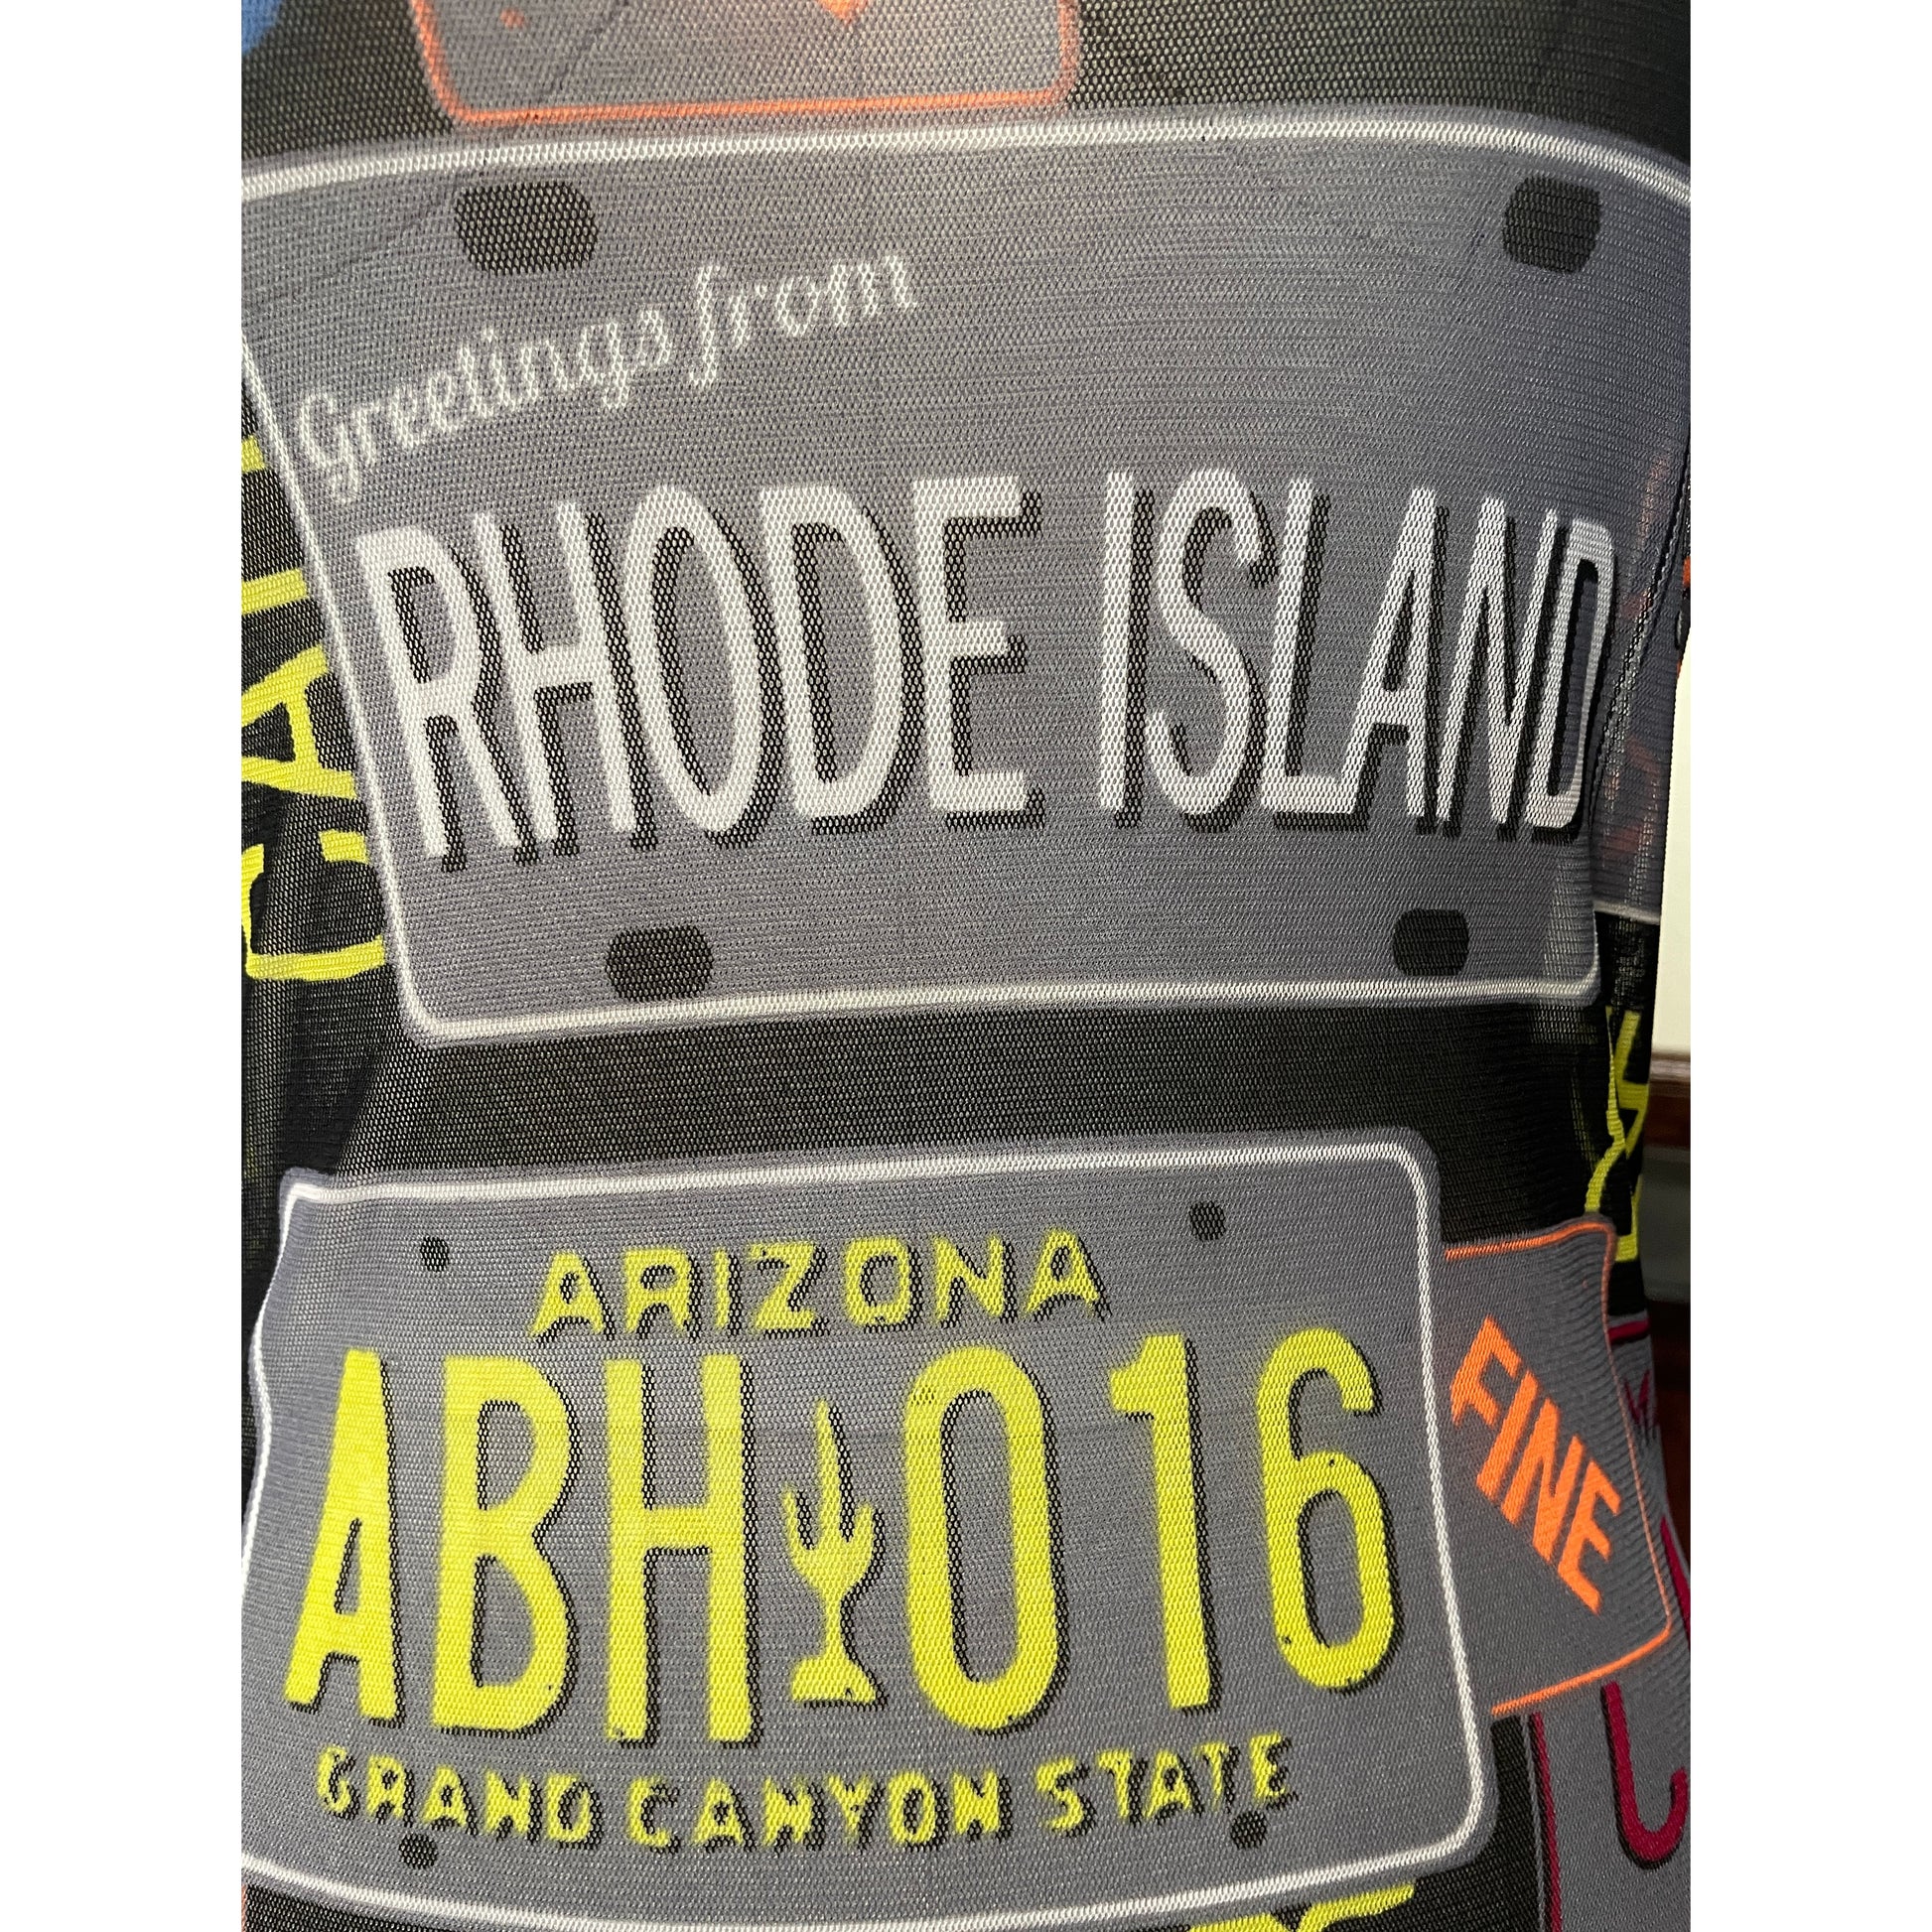 Greetings from
RHODE ISLAND
ARIZONA
ABH 016
GRAND CANYON STATE
FINE